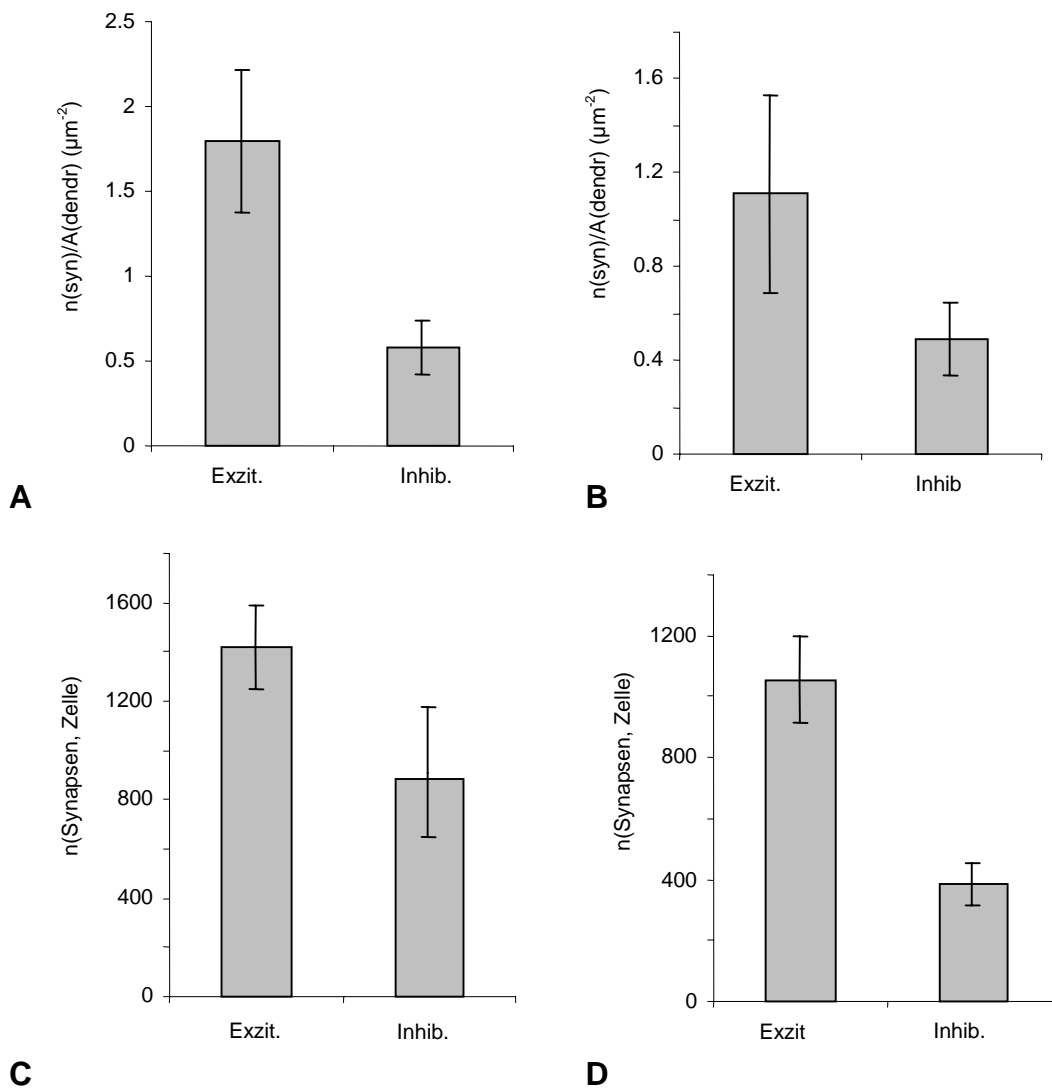 2.5
2
1.5
1
0.5
0
n(syn)/A(dendr) (µm-2)
Exzit.
Inhib.
A
1.6
1.2
0.8
0.4
0
n(syn)/A(dendr) (µm-2)
Exzit.
Inhib
B
1600
1200
800
400
0
n(Synapsen, Zelle)
Exzit.
Inhib.
C
1200
800
400
0
n(Synapsen, Zelle)
Exzit
Inhib.
D